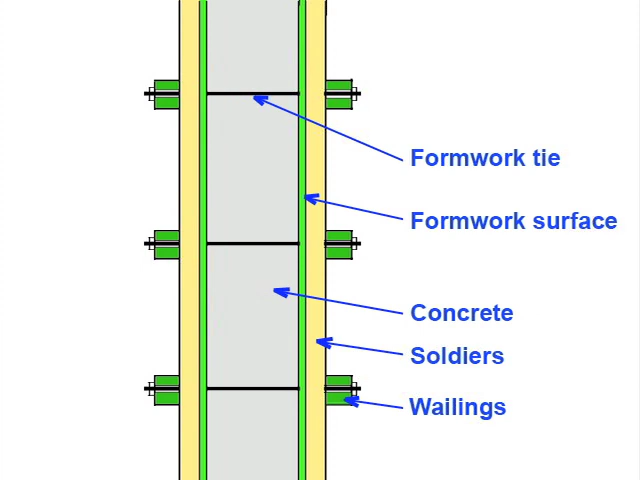 Formwork tie
Formwork surface
Concrete
Soldiers
Wailings